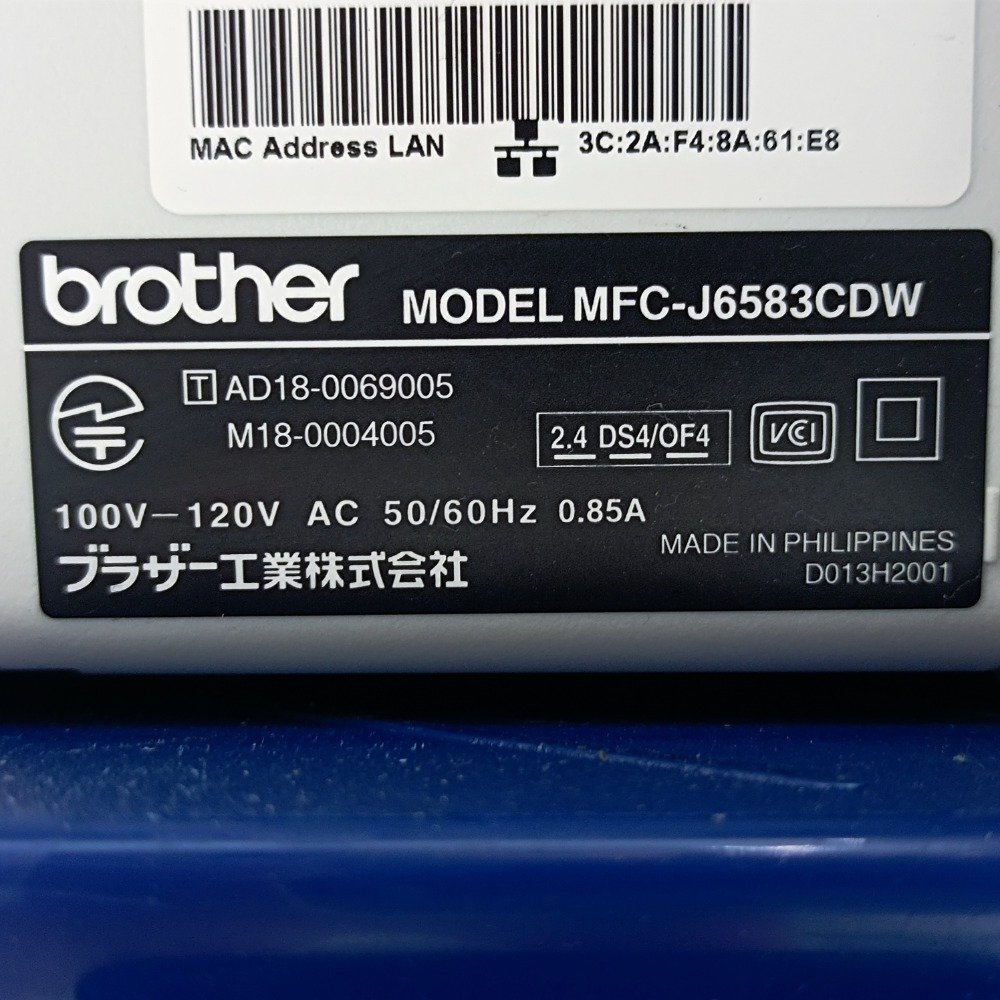 MAC Address LAN 3C:2A:F4:8A:61:E8
brother MODEL MFC-J6583CDW
T AD18-0069005
M18-0004005
2.4 DS4/OF4 VCI
100V-120V AC 50/60Hz 0.85A
MADE IN PHILIPPINES
ブラザー工業株式会社
D013H2001